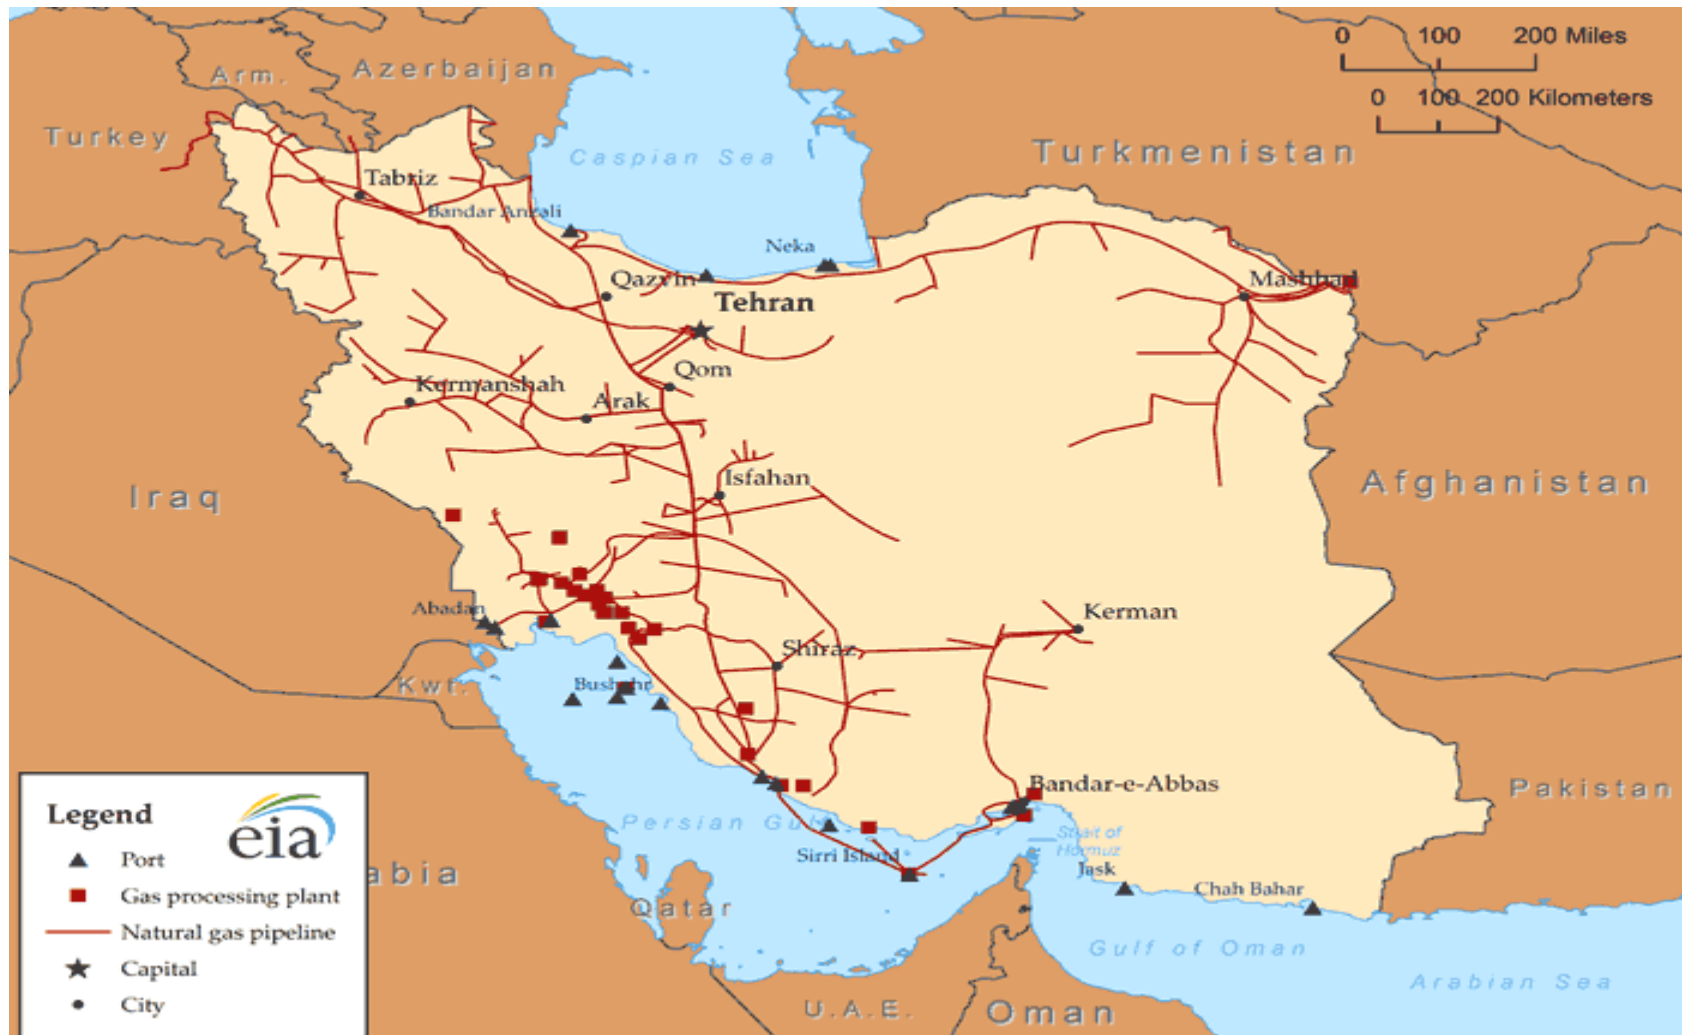 0 100 200 Miles
0 100 200 Kilometers
Arm.
Azerbaijan
Turkey
Caspian Sea
Turkmenistan
Tabriz
Bandar Anzali
Neka
Qazvin
Mashhad
Tehran
Qom
Kermanshah
Arak
Isfahan
Iraq
Afghanistan
Abadan
Kerman
Shiraz
Kwt.
Bushehr
Bandar-e-Abbas
Pakistan
Persian Gulf
Strait of
Hormuz
Sirri Island
Jask
Chah Bahar
abia
Qatar
Gulf of Oman
Arabian Sea
U.A.E.
Oman
Legend
eia
Port
Gas processing plant
Natural gas pipeline
Capital
City